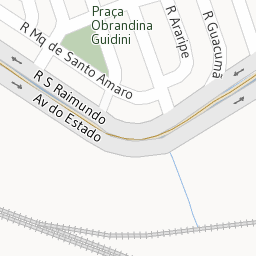 Praça
Obrandina
Guidini
R Araripe
R Guacumã
R Mq de Santo Amaro
R S Raimundo
Av do Estado